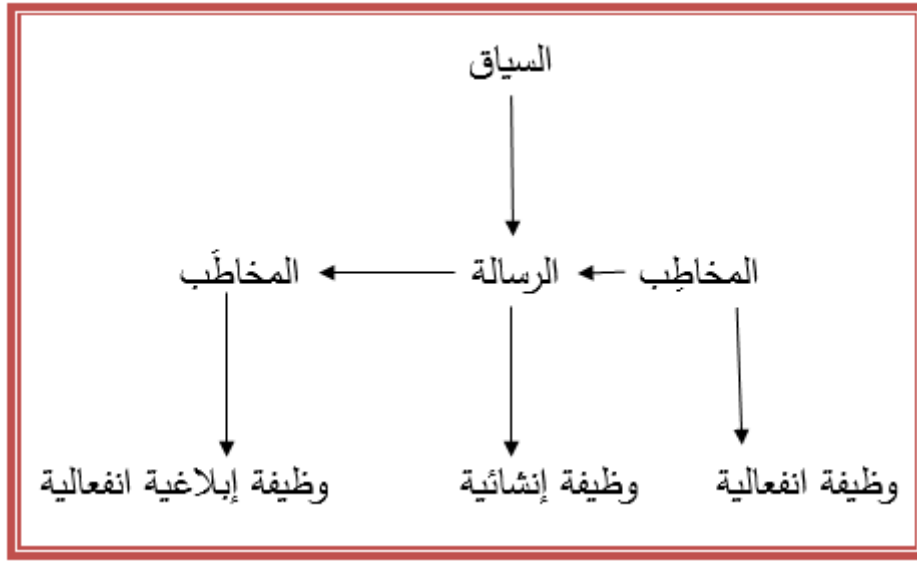 السياق
المخاطِب الرسالة المخاطَب
وظيفة انفعالية وظيفة إنشائية وظيفة إبلاغية انفعالية